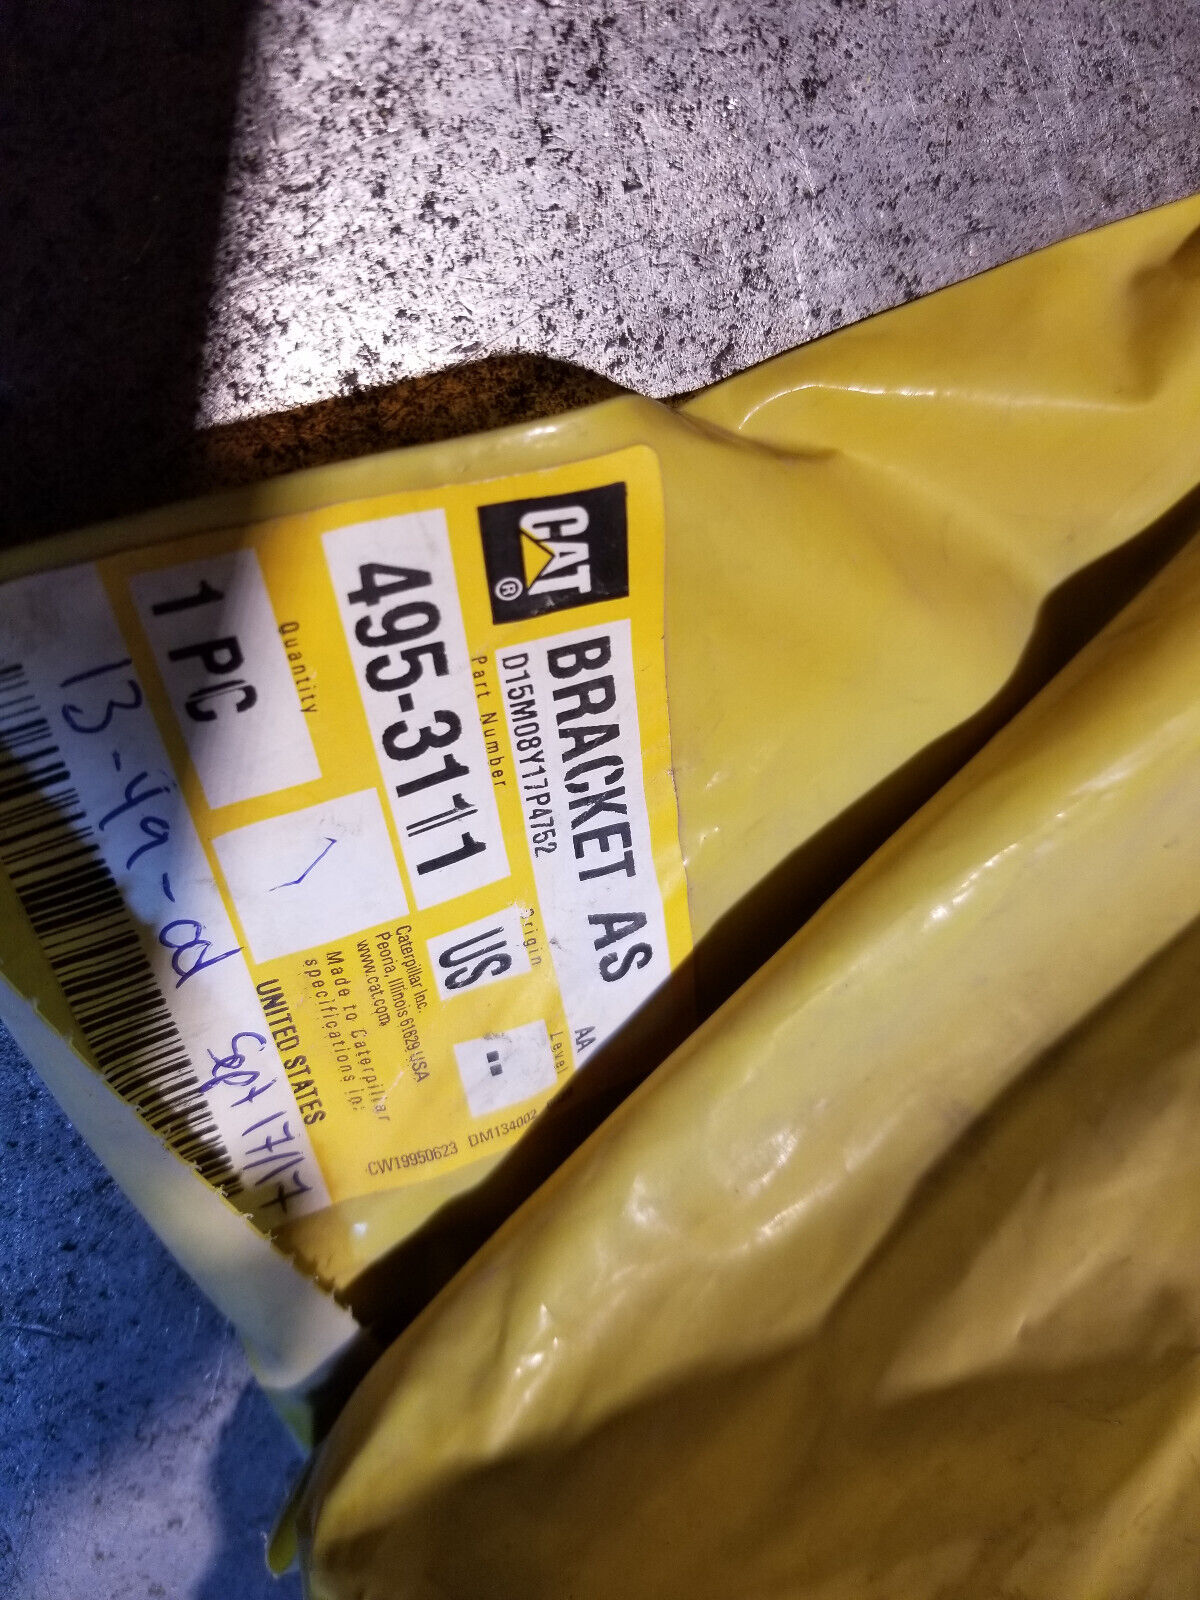 CAT®
BRACKET AS
D15M08Y17P4752
AA
Part Number
Origin
Level
495-3111
US
--
Quantity
Caterpillar Inc.
Peoria, Illinois 61629 USA
www.cat.com
1 PC
Made to Caterpillar
specifications in:
UNITED STATES
CW19950623
DM134002
13-49-
Sept 17/17